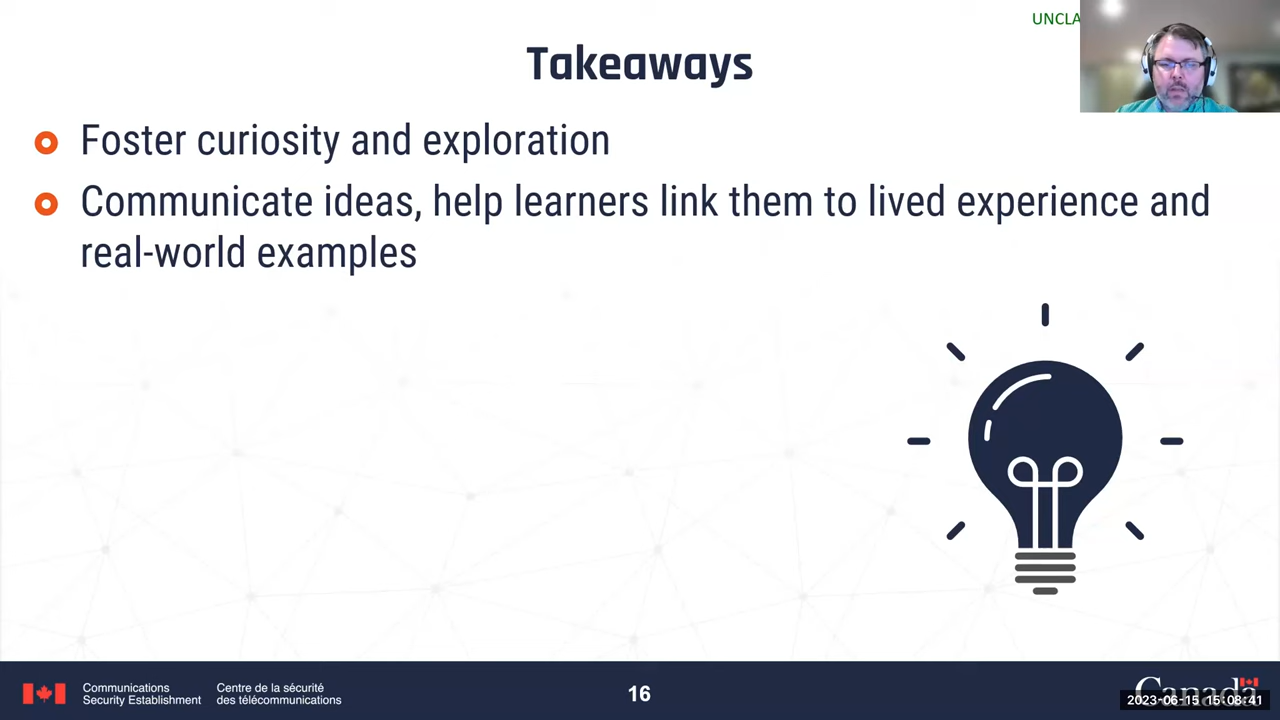 UNCLA
Takeaways
Foster curiosity and exploration
Communicate ideas, help learners link them to lived experience and
real-world examples
Communications
Security Establishment
Centre de la sécurité
des télécommunications
16
Canada
2023-06-15 15:08:41